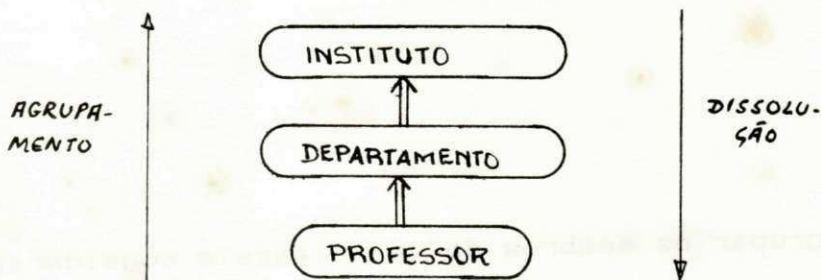 INSTITUTO
AGRUPA-
MENTO
DISSOLU-
ÇÃO
DEPARTAMENTO
PROFESSOR